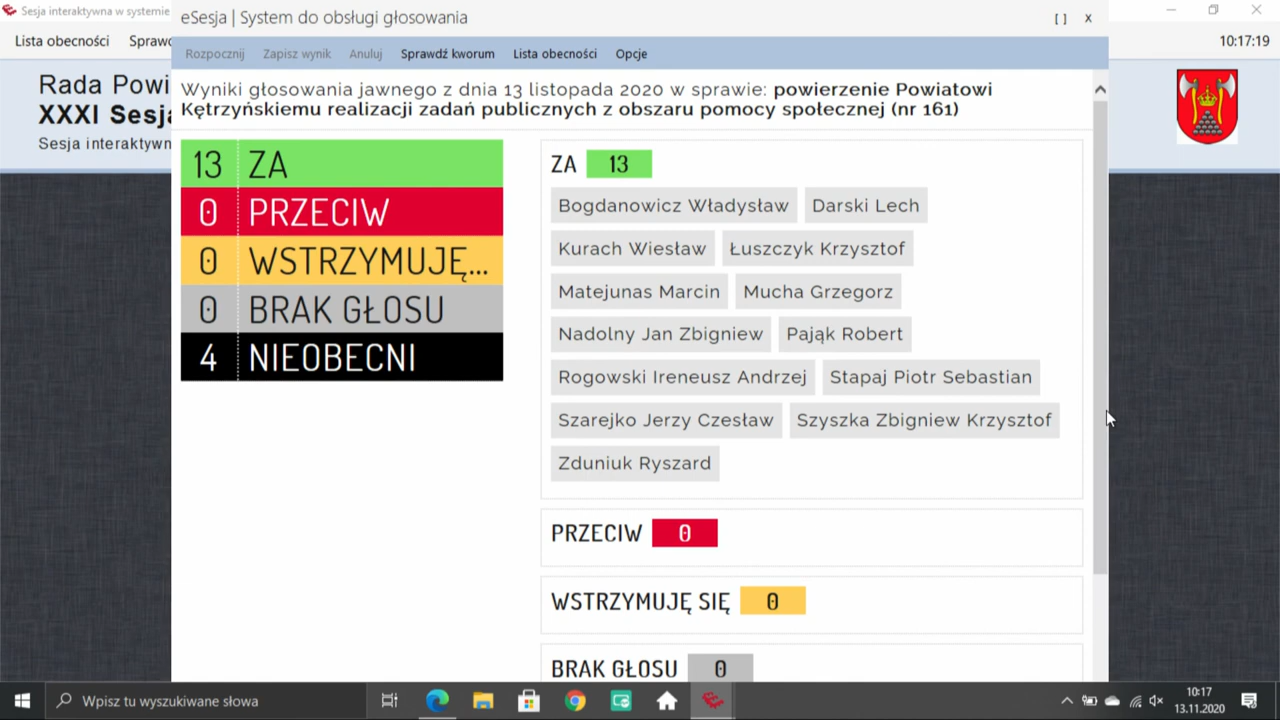 Sesja interaktywna w systemie
eSesja | System do obsługi głosowania
[ ] X
Lista obecności
10:17:19
Rozpocznij Zapisz wynik Anuluj Sprawdź kworum Lista obecności Opcje
Rada Powi
XXXI Sesja
Sesja interaktywn
Wyniki głosowania jawnego z dnia 13 listopada 2020 w sprawie: powierzenie Powiatowi
Kętrzyńskiemu realizacji zadań publicznych z obszaru pomocy społecznej (nr 161)
13 ZA
0 PRZECIW
0 WSTRZYMUJĘ...
0 BRAK GŁOSU
4 NIEOBECNI
ZA 13
Bogdanowicz Władysław Darski Lech
Kurach Wiesław Łuszczyk Krzysztof
Matejunas Marcin Mucha Grzegorz
Nadolny Jan Zbigniew Pająk Robert
Rogowski Ireneusz Andrzej Stapaj Piotr Sebastian
Szarejko Jerzy Czesław Szyszka Zbigniew Krzysztof
Zduniuk Ryszard
PRZECIW 0
WSTRZYMUJĘ SIĘ 0
BRAK GŁOSU 0
Wpisz tu wyszukiwane słowa
10:17
13.11.2020